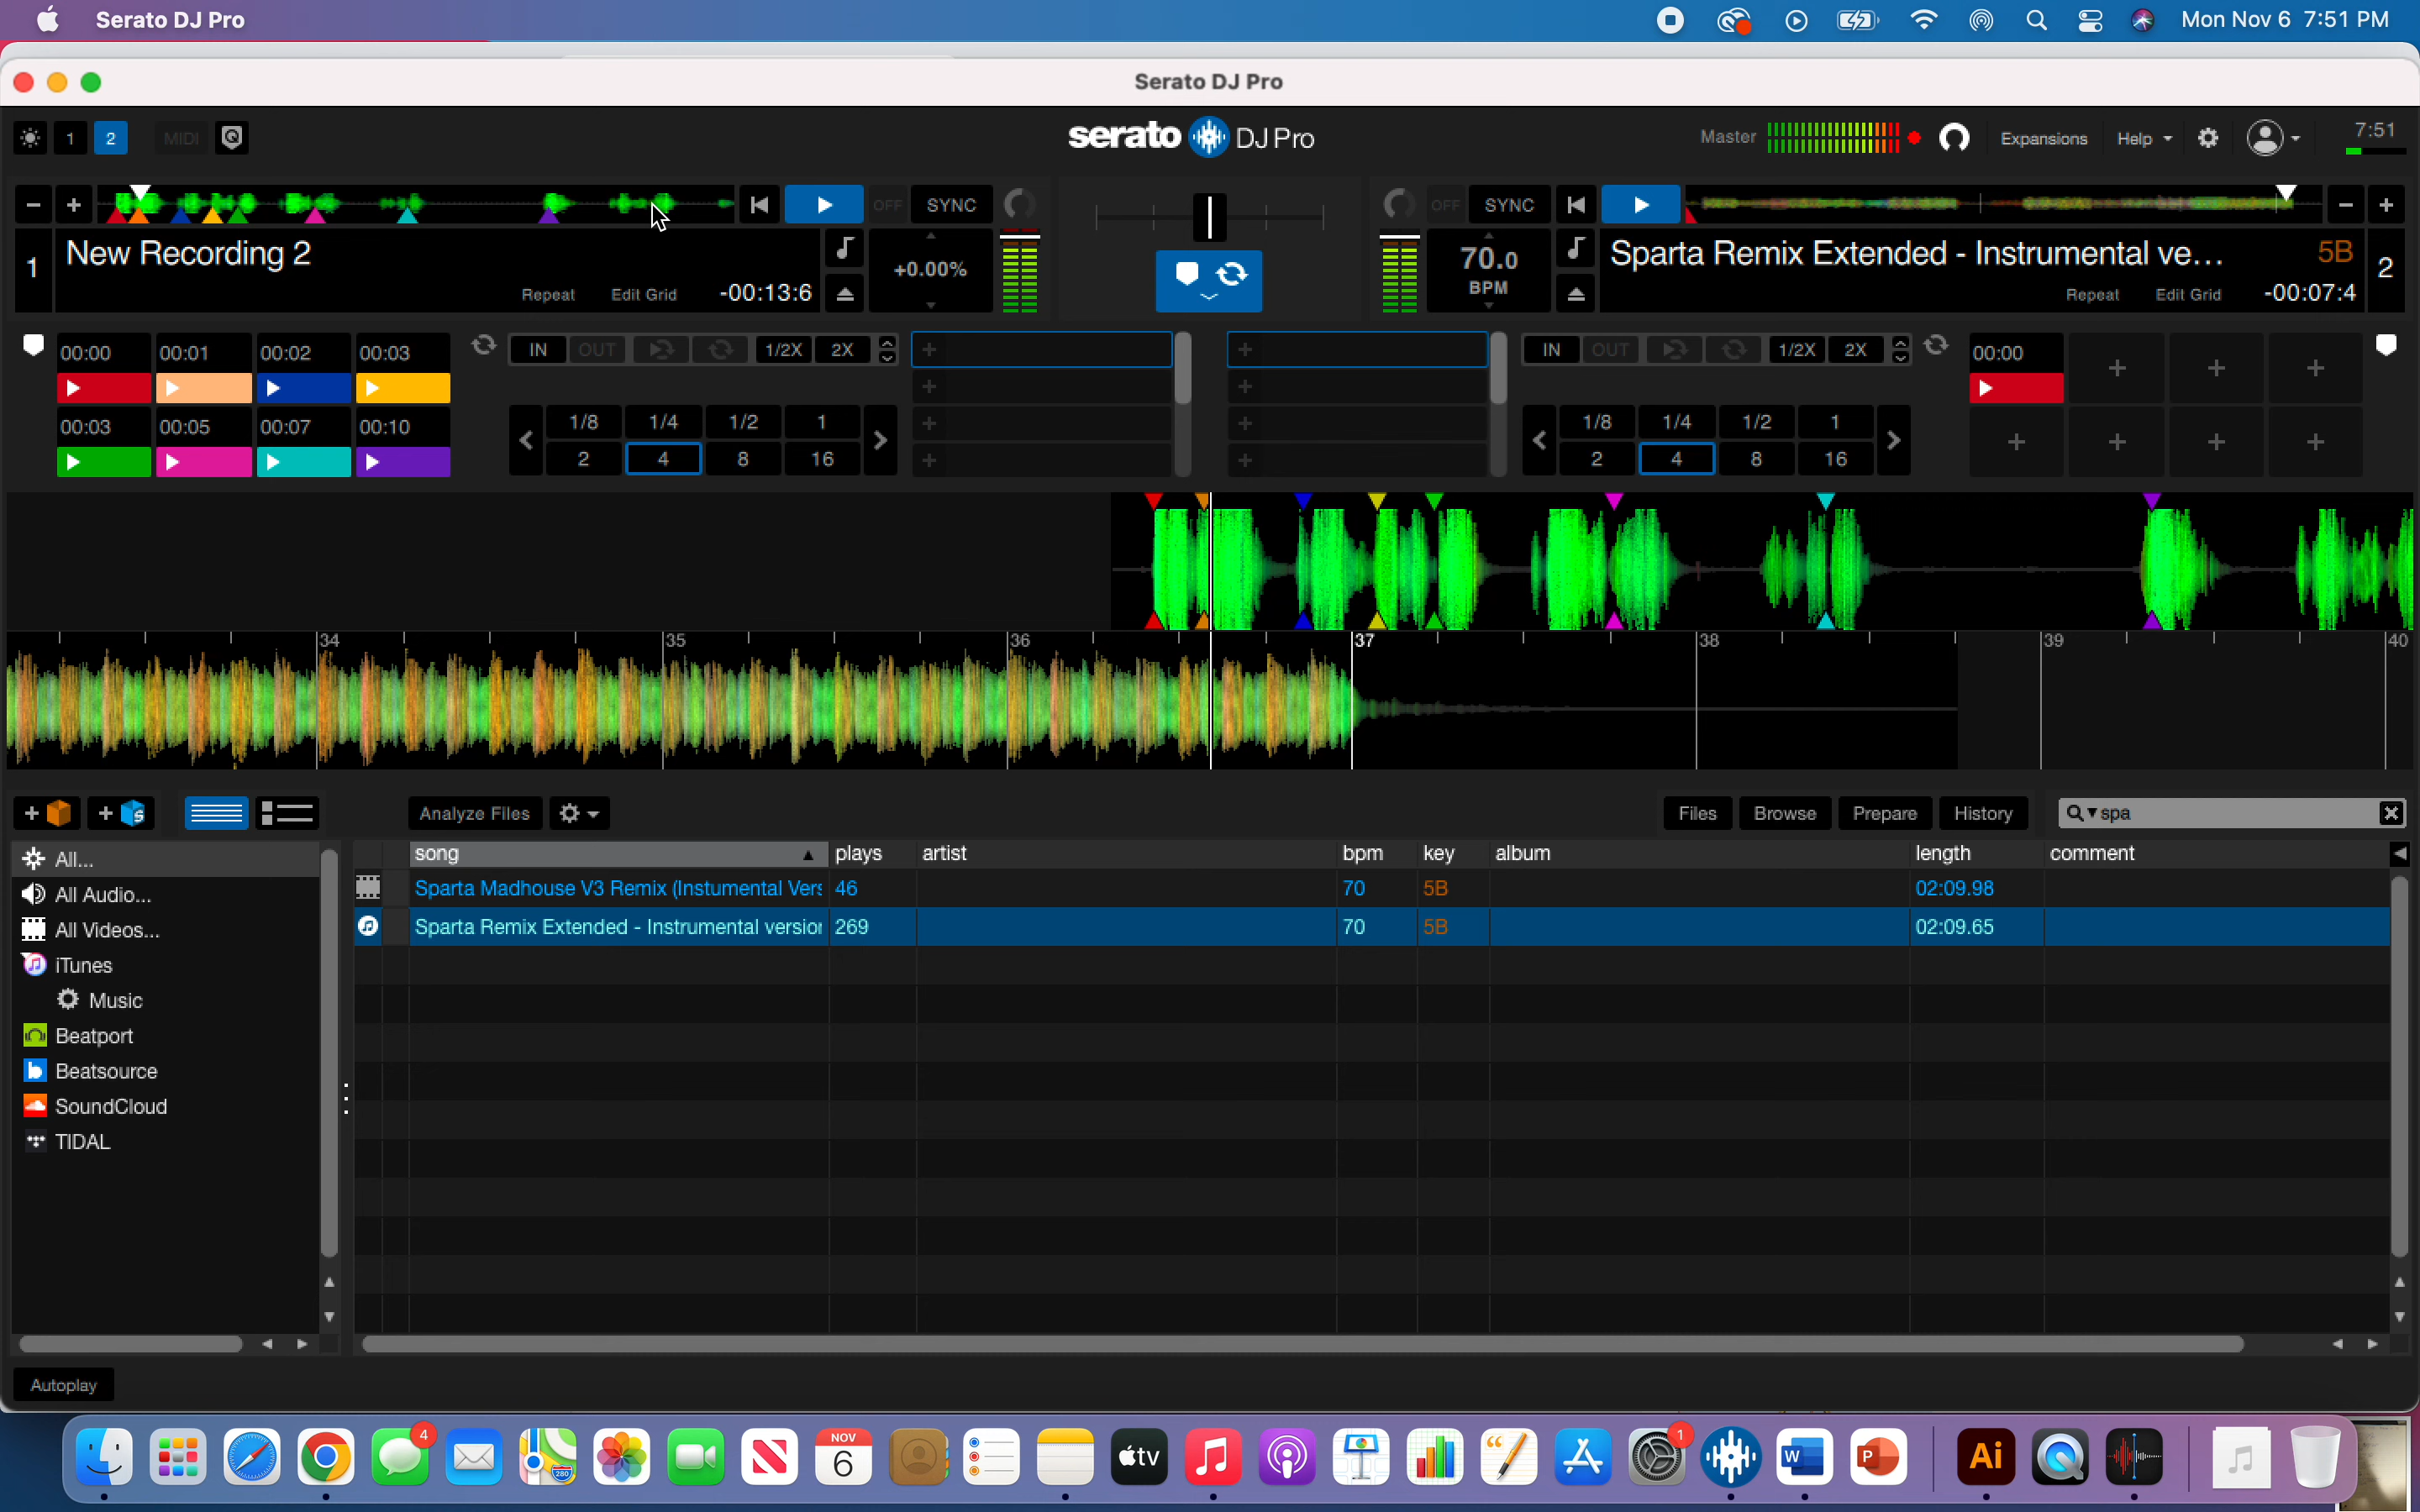 Serato DJ Pro
Mon Nov 6 7:51 PM
Serato DJ Pro
1 2 MIDI
serato DJ Pro
Master
Expansions Help
7:51
OFF SYNC
SYNC OFF
1
New Recording 2
Repeat Edit Grid -00:13:6
+0.00%
70.0
BPM
Sparta Remix Extended - Instrumental ve... 5B
Repeat Edit Grid -00:07:4
2
00:00 00:01 00:02 00:03
00:03 00:05 00:07 00:10
IN OUT 1/2X 2X
1/8 1/4 1/2 1
2 4 8 16
IN OUT 1/2X 2X
1/8 1/4 1/2 1
2 4 8 16
00:00
34 35 36 37 38 39 40
Analyze Files
Files Browse Prepare History
spa
All...
All Audio...
All Videos...
iTunes
Music
Beatport
Beatsource
SoundCloud
TIDAL
song plays artist bpm key album length comment
Sparta Madhouse V3 Remix (Instumental Vers 46 70 5B 02:09.98
Sparta Remix Extended - Instrumental version 269 70 5B 02:09.65
Autoplay
4
280
NOV
6
tv
1
W
P
Ai